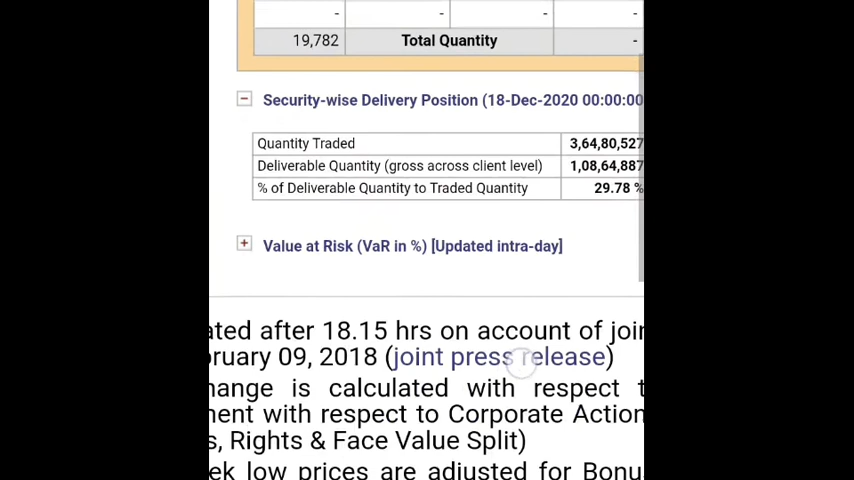 - - - -
19,782 Total Quantity -
Security-wise Delivery Position (18-Dec-2020 00:00:00
Quantity Traded 3,64,80,527
Deliverable Quantity (gross across client level) 1,08,64,887
% of Deliverable Quantity to Traded Quantity 29.78 %
Value at Risk (VaR in %) [Updated intra-day]
ated after 18.15 hrs on account of join
oruary 09, 2018 (joint press release)
hange is calculated with respect t
nent with respect to Corporate Action
s, Rights & Face Value Split)
ek low prices are adjusted for Bonu